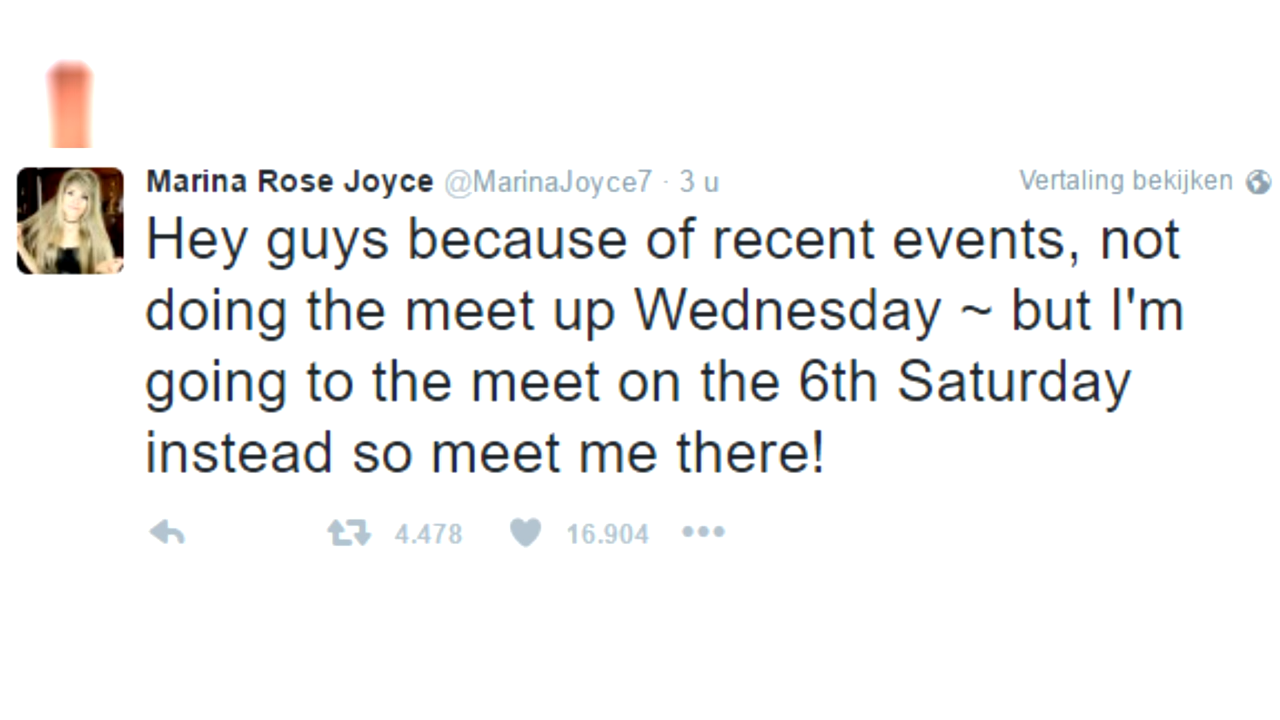 Marina Rose Joyce @MarinaJoyce7 · 3 u Vertaling bekijken
Hey guys because of recent events, not
doing the meet up Wednesday ~ but I'm
going to the meet on the 6th Saturday
instead so meet me there!
4.478 16.904